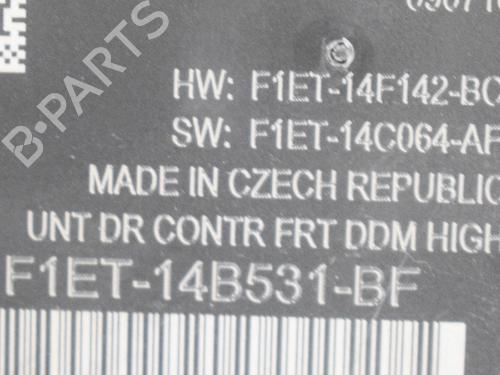 HW: F1ET-14F142-BC
SW: F1ET-14C064-AF
MADE IN CZECH REPUBLIC
UNT DR CONTR FRT DDM HIGH
F1ET-14B531-BF
B-PARTS